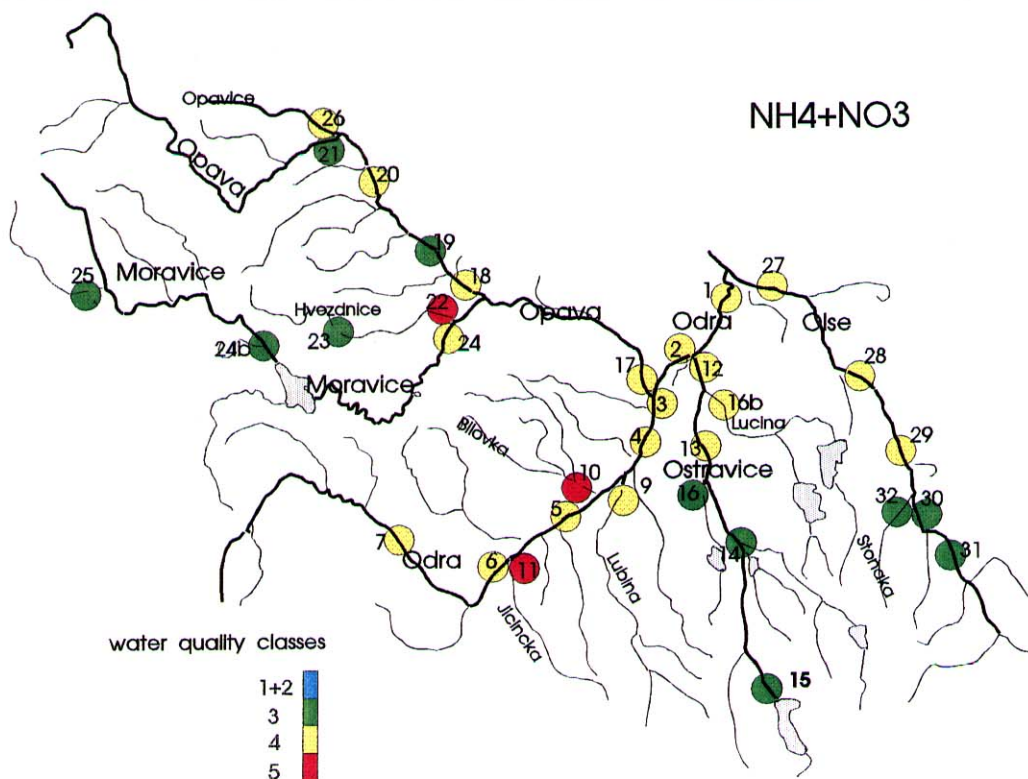 NH4+NO3
Opavice
26
21
Opava
20
19
18
25
Moravice
Hvezdnice
22
23
24
24b
Moravice
Opava
1
27
Odra
Olse
2
12
17
3
28
16b
Lucina
4
13
29
Bilovka
10
Ostravice
9
16
5
32
30
7
Odra
6
11
14
31
Lubina
Stonska
Jicincka
15
water quality classes
1+2
3
4
5